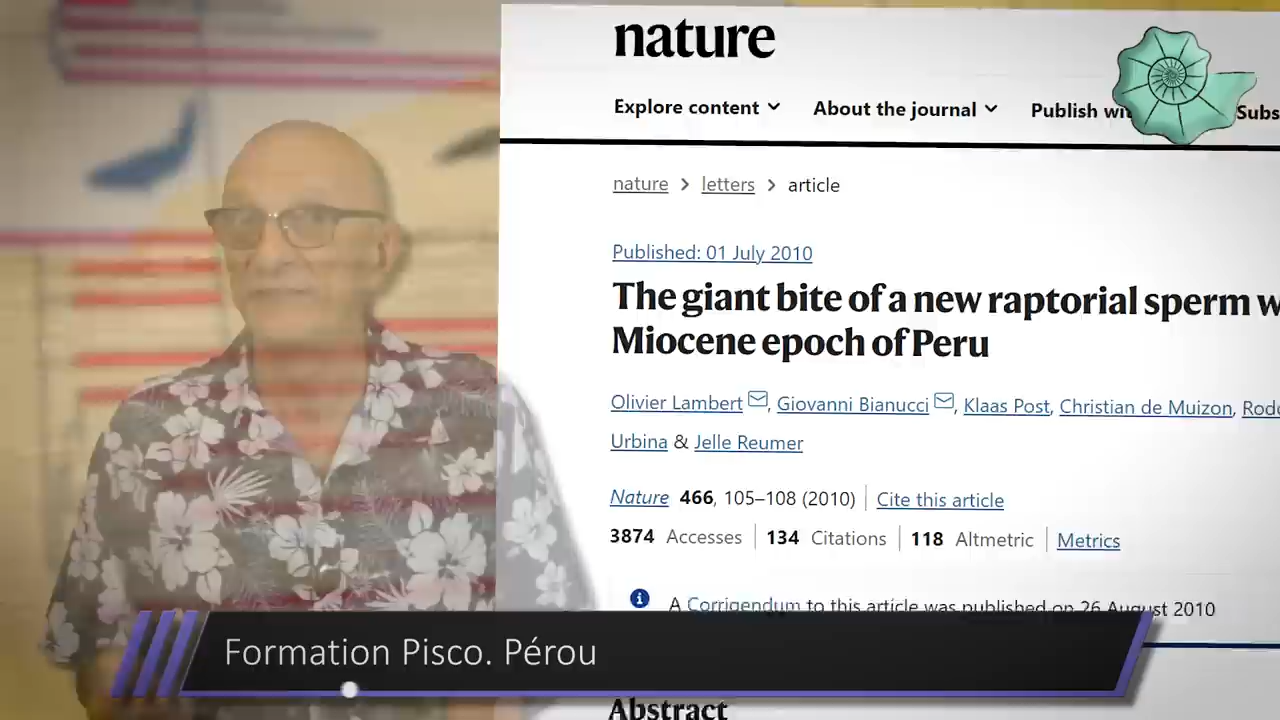 nature
Explore content
About the journal
Publish
Subs
nature > letters > article
Published: 01 July 2010
The giant bite of a new raptorial sperm
Miocene epoch of Peru
Olivier Lambert, Giovanni Bianucci, Klaas Post, Christian de Muizon,
Urbina & Jelle Reumer
Nature 466, 105–108 (2010) | Cite this article
3874 Accesses | 134 Citations | 118 Altmetric | Metrics
A Corrigendum to this article was published on 26 August 2010
Formation Pisco. Pérou
Abstract